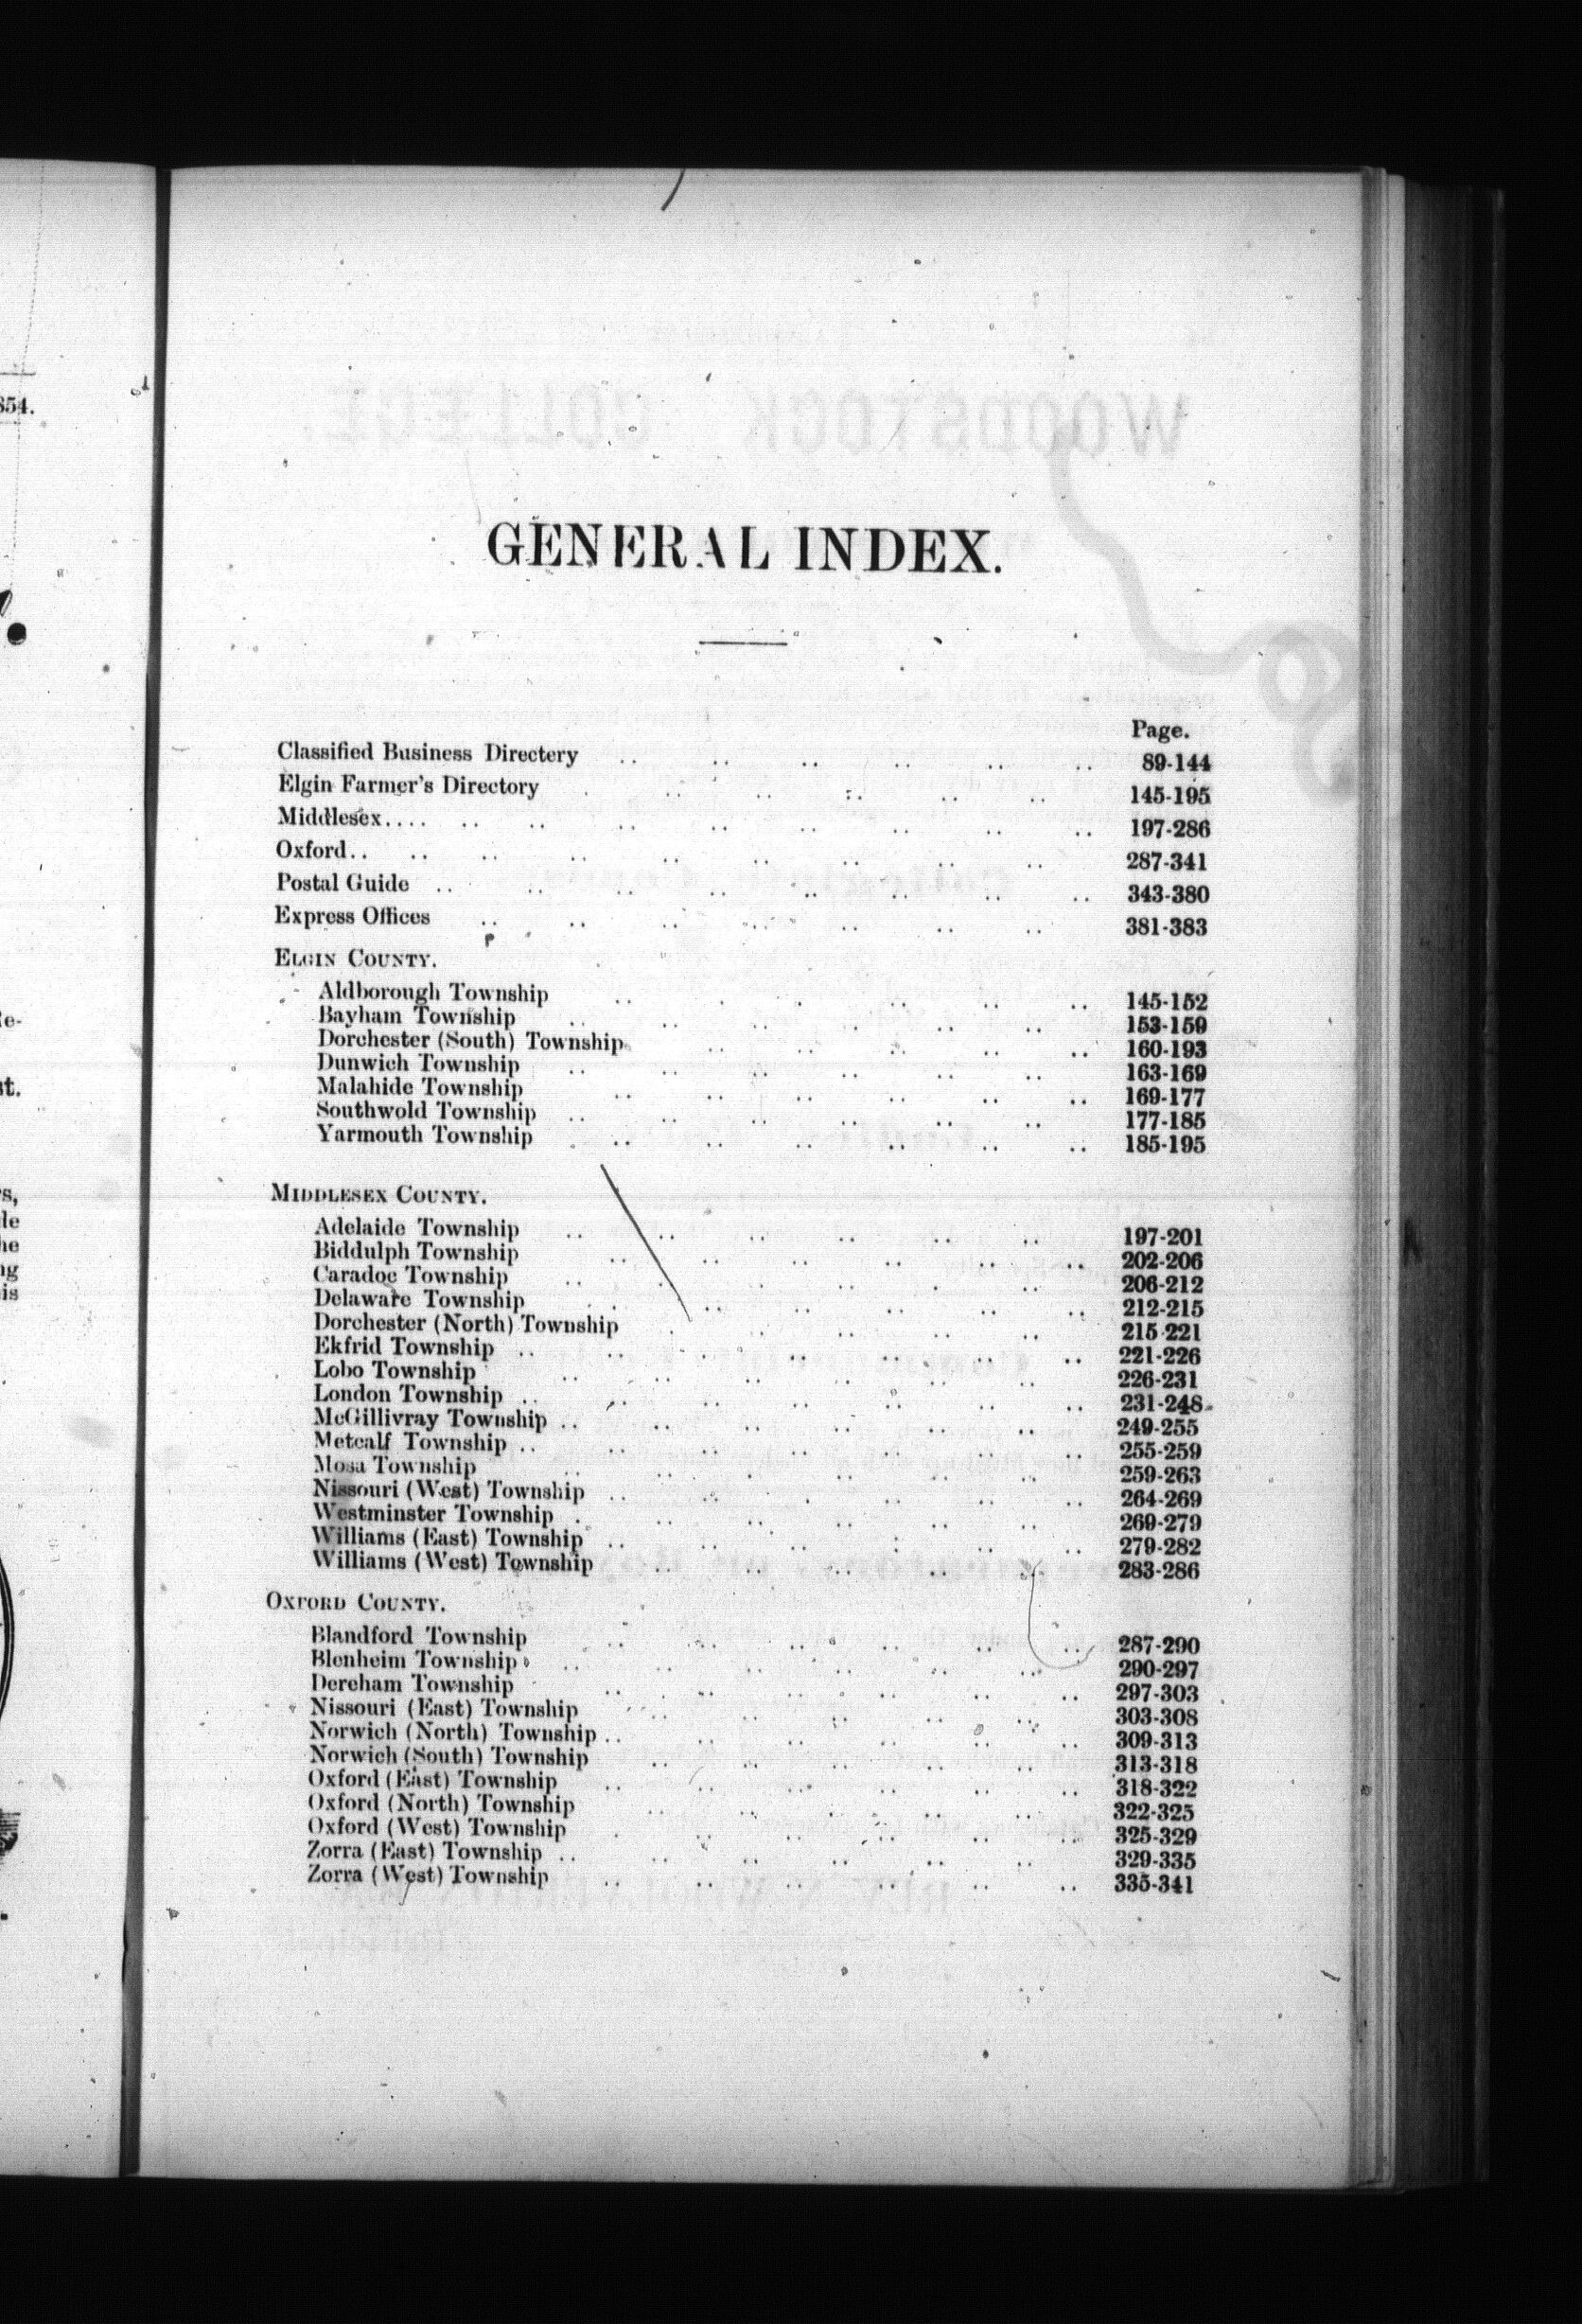 854.
Re-
st.
s,
le
he
ng
is
GENERAL INDEX.
Page.
Classified Business Directery .. .. .. .. .. .. 89-144
Elgin Farmer's Directory . .. .. .. .. .. 145-195
Middlesex.... .. .. .. .. .. .. .. .. 197-286
Oxford.. .. .. .. .. .. .. .. .. 287-341
Postal Guide .. .. .. .. .. .. .. .. 343-380
Express Offices .. .. .. .. .. .. .. 381-383
ELGIN COUNTY.
Aldborough Township .. . . .. .. .. 145-152
Bayham Township .. .. .. . .. .. 153-159
Dorchester (South) Township .. .. .. .. .. 160-193
Dunwich Township .. .. .. .. .. .. 163-169
Malahide Township .. .. .. .. .. .. 169-177
Southwold Township .. .. .. .. .. .. 177-185
Yarmouth Township .. .. .. .. .. .. 185-195
MIDDLESEX COUNTY.
Adelaide Township .. .. .. .. .. .. 197-201
Biddulph Township .. .. .. .. .. .. 202-206
Caradoc Township .. .. .. .. . .. 206-212
Delaware Township .. .. .. .. .. .. 212-215
Dorchester (North) Township . .. .. .. .. 215-221
Ekfrid Township .. .. .. .. .. .. .. 221-226
Lobo Township .. .. .. .. .. .. 226-231
London Township .. .. .. .. .. .. .. 231-248
McGillivray Township .. .. .. .. .. .. 249-255
Metcalf Township .. .. .. .. .. .. .. 255-259
Mosa Township .. .. . .. .. .. 259-263
Nissouri (West) Township .. .. . .. .. .. 264-269
Westminster Township . .. .. .. .. .. 269-279
Williams (East) Township .. .. .. .. .. .. 279-282
Williams (West) Township .. .. .. .. .. 283-286
OXFORD COUNTY.
Blandford Township .. .. .. .. .. .. 287-290
Blenheim Township .. .. .. .. .. .. 290-297
Dereham Township .. .. .. .. .. .. 297-303
Nissouri (East) Township .. .. .. .. .. 303-308
Norwich (North) Township .. .. .. .. .. .. 309-313
Norwich (South) Township .. .. .. .. .. 313-318
Oxford (East) Township .. .. .. .. .. .. 318-322
Oxford (North) Township .. .. .. .. .. 322-325
Oxford (West) Township . .. .. .. .. .. 325-329
Zorra (East) Township .. .. .. .. .. .. 329-335
Zorra (West) Township .. .. .. .. .. .. 335-341